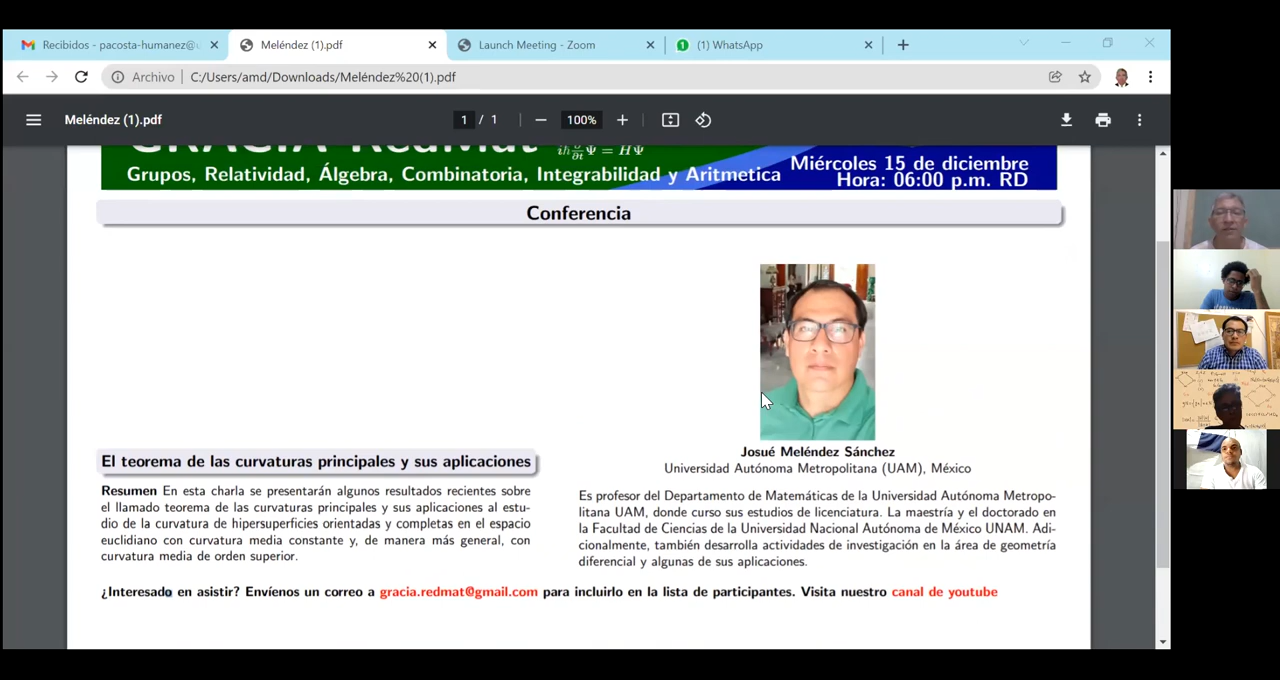 Recibidos - pacosta-humanez@u
Meléndez (1).pdf
Launch Meeting - Zoom
(1) WhatsApp
Archivo
C:/Users/amd/Downloads/Meléndez%20(1).pdf
Meléndez (1).pdf
1 / 1
100%
GRACIA RedMat
Miércoles 15 de diciembre
Grupos, Relatividad, Álgebra, Combinatoria, Integrabilidad y Aritmetica
Hora: 06:00 p.m. RD
Conferencia
Josué Meléndez Sánchez
Universidad Autónoma Metropolitana (UAM), México
El teorema de las curvaturas principales y sus aplicaciones
Resumen En esta charla se presentarán algunos resultados recientes sobre
el llamado teorema de las curvaturas principales y sus aplicaciones al estu-
dio de la curvatura de hipersuperficies orientadas y completas en el espacio
euclidiano con curvatura media constante y, de manera más general, con
curvatura media de orden superior.
Es profesor del Departamento de Matemáticas de la Universidad Autónoma Metropo-
litana UAM, donde curso sus estudios de licenciatura. La maestría y el doctorado en
la Facultad de Ciencias de la Universidad Nacional Autónoma de México UNAM. Adi-
cionalmente, también desarrolla actividades de investigación en la área de geometría
diferencial y algunas de sus aplicaciones.
¿Interesado en asistir? Envíenos un correo a gracia.redmat@gmail.com para incluirlo en la lista de participantes. Visita nuestro canal de youtube